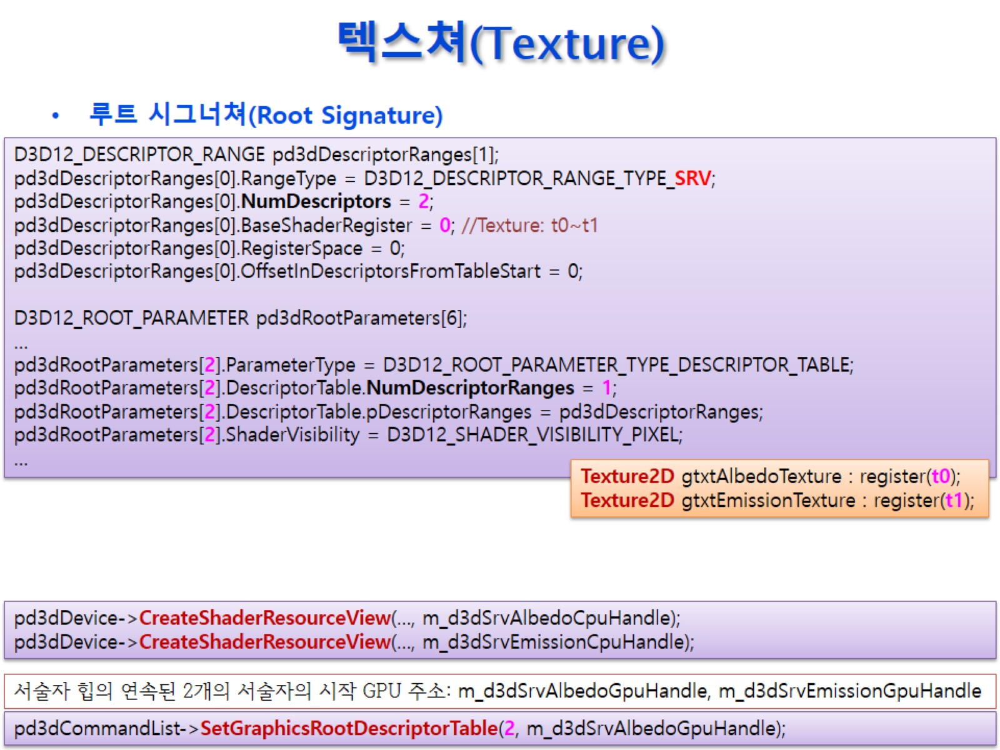 텍스쳐(Texture)
• 루트 시그너쳐(Root Signature)
D3D12_DESCRIPTOR_RANGE pd3dDescriptorRanges[1];
pd3dDescriptorRanges[0].RangeType = D3D12_DESCRIPTOR_RANGE_TYPE_SRV;
pd3dDescriptorRanges[0].NumDescriptors = 2;
pd3dDescriptorRanges[0].BaseShaderRegister = 0; //Texture: t0~t1
pd3dDescriptorRanges[0].RegisterSpace = 0;
pd3dDescriptorRanges[0].OffsetInDescriptorsFromTableStart = 0;
D3D12_ROOT_PARAMETER pd3dRootParameters[6];
...
pd3dRootParameters[2].ParameterType = D3D12_ROOT_PARAMETER_TYPE_DESCRIPTOR_TABLE;
pd3dRootParameters[2].DescriptorTable.NumDescriptorRanges = 1;
pd3dRootParameters[2].DescriptorTable.pDescriptorRanges = pd3dDescriptorRanges;
pd3dRootParameters[2].ShaderVisibility = D3D12_SHADER_VISIBILITY_PIXEL;
...
Texture2D gtxtAlbedoTexture : register(t0);
Texture2D gtxtEmissionTexture : register(t1);
pd3dDevice->CreateShaderResourceView(..., m_d3dSrvAlbedoCpuHandle);
pd3dDevice->CreateShaderResourceView(..., m_d3dSrvEmissionCpuHandle);
서술자 힙의 연속된 2개의 서술자의 시작 GPU 주소: m_d3dSrvAlbedoGpuHandle, m_d3dSrvEmissionGpuHandle
pd3dCommandList->SetGraphicsRootDescriptorTable(2, m_d3dSrvAlbedoGpuHandle);